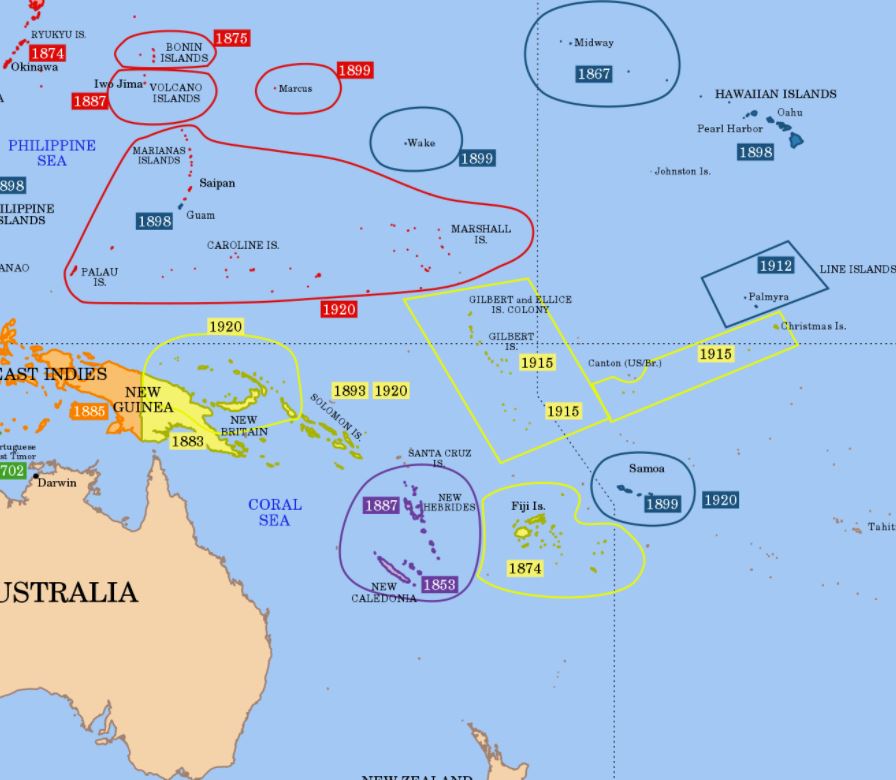 RYUKYU IS.
1874
Okinawa
BONIN
ISLANDS
1875
Iwo Jima
1887
VOLCANO
ISLANDS
Marcus
1899
Midway
1867
HAWAIIAN ISLANDS
Oahu
Pearl Harbor
1898
Johnston Is.
Wake
1899
A
PHILIPPINE
SEA
MARIANAS
ISLANDS
Saipan
898
ILIPPINE
SLANDS
1898
Guam
CAROLINE IS.
MARSHALL
IS.
ANAO
PALAU
IS.
1920
1912
LINE ISLANDS
Palmyra
GILBERT and ELLICE
IS. COLONY
GILBERT
IS.
1915
1915
Canton (US/Br.)
1915
Christmas Is.
1920
EAST INDIES
1885
NEW
GUINEA
1883
NEW
BRITAIN
SOLOMON IS.
1893
1920
rtuguese
st Timor
702
Darwin
CORAL
SEA
SANTA CRUZ
IS.
NEW
HEBRIDES
1887
1853
NEW
CALEDONIA
Fiji Is.
1874
Samoa
1899
1920
Tahit
USTRALIA
NEW ZEALAND